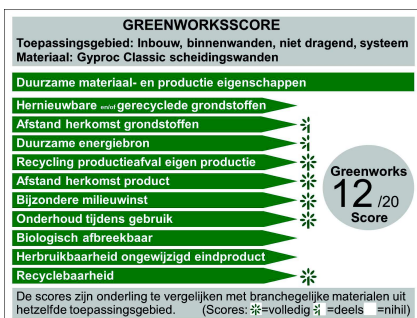 GREENWORKSSCORE
Toepassingsgebied: Inbouw, binnenwanden, niet dragend, systeem
Materiaal: Gyproc Classic scheidingswanden
Duurzame materiaal- en productie eigenschappen
Hernieuwbare en/of gerecyclede grondstoffen
Afstand herkomst grondstoffen
Duurzame energiebron
Recycling productieafval eigen productie
Afstand herkomst product
Bijzondere milieuwinst
Onderhoud tijdens gebruik
Biologisch afbreekbaar
Herbruikbaarheid ongewijzigd eindproduct
Recyclebaarheid
Greenworks
12 /20
Score
De scores zijn onderling te vergelijken met branchegelijke materialen uit
hetzelfde toepassingsgebied. (Scores: =volledig =deels =nihil)